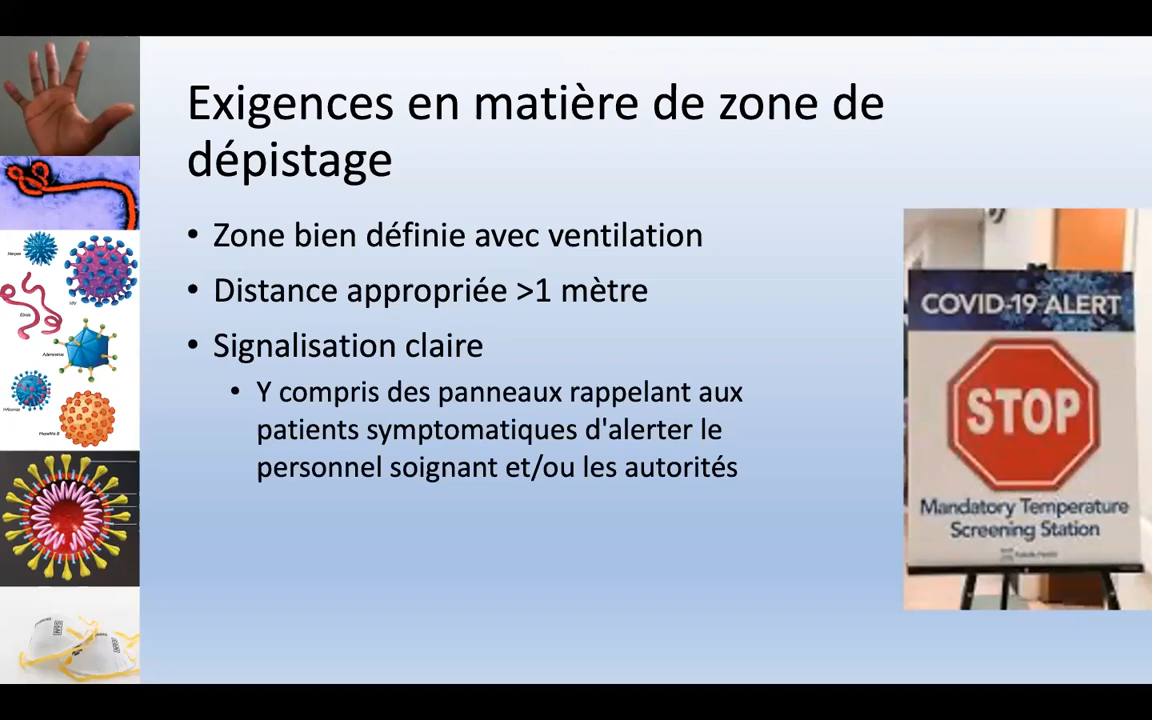 Exigences en matière de zone de
dépistage
• Zone bien définie avec ventilation
• Distance appropriée >1 mètre
• Signalisation claire
• Y compris des panneaux rappelant aux
patients symptomatiques d'alerter le
personnel soignant et/ou les autorités
COVID-19 ALERT
STOP
Mandatory Temperature
Screening Station